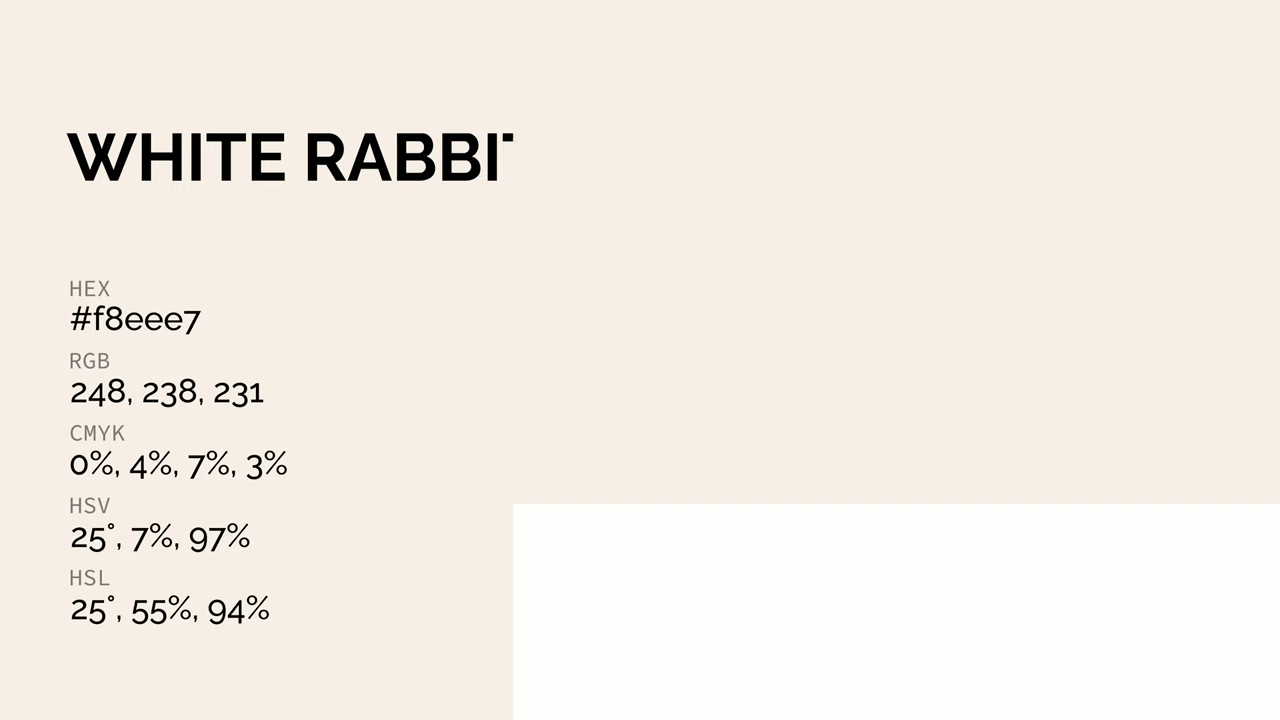 WHITE RABBIT
HEX
#f8eee7
RGB
248, 238, 231
CMYK
0%, 4%, 7%, 3%
HSV
25°, 7%, 97%
HSL
25°, 55%, 94%